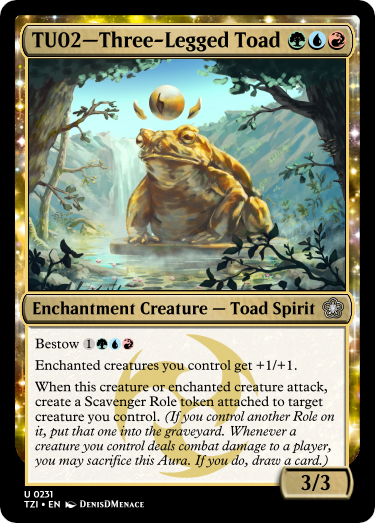 TU02—Three-Legged Toad
Enchantment Creature — Toad Spirit
Bestow 1
Enchanted creatures you control get +1/+1.
When this creature or enchanted creature attack,
create a Scavenger Role token attached to target
creature you control. (If you control another Role on
it, put that one into the graveyard. Whenever a
creature you control deals combat damage to a player,
you may sacrifice this Aura. If you do, draw a card.)
3/3
U 0231
TZI • EN DenisDMenace